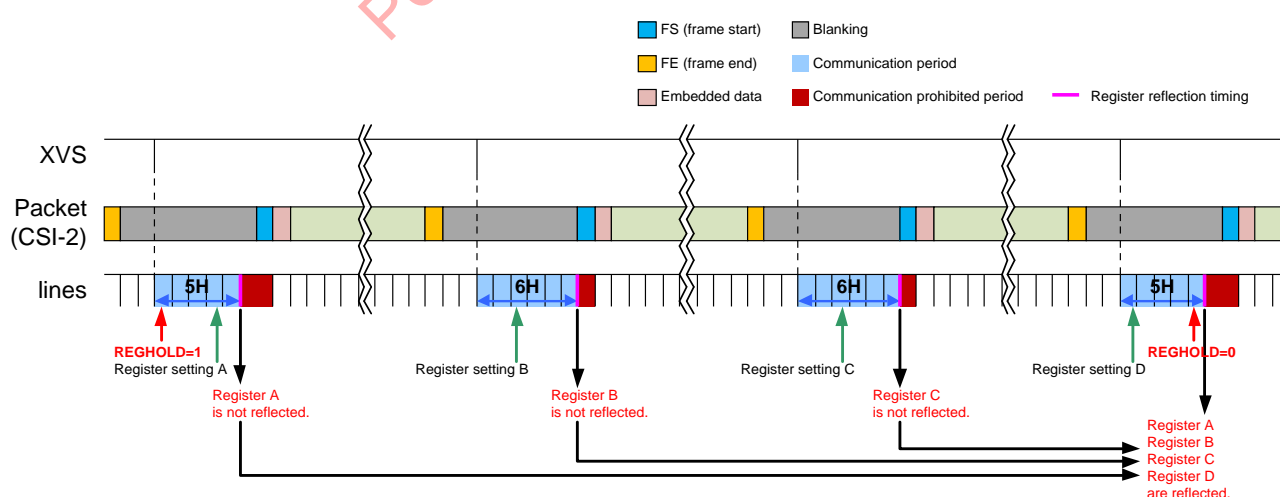 FS (frame start)
Blanking
FE (frame end)
Communication period
Embedded data
Communication prohibited period
Register reflection timing
XVS
Packet
(CSI-2)
lines
5H
6H
6H
5H
REGHOLD=1
Register setting A
Register setting B
Register setting C
REGHOLD=0
Register setting D
Register A
is not reflected.
Register B
is not reflected.
Register C
is not reflected.
Register A
Register B
Register C
Register D
are reflected.